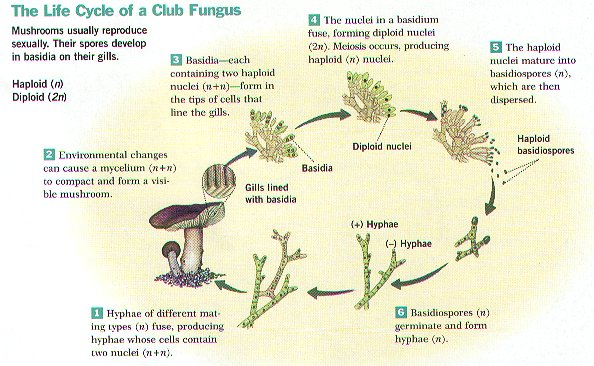 The Life Cycle of a Club Fungus
Mushrooms usually reproduce
sexually. Their spores develop
in basidia on their gills.
Haploid (n)
Diploid (2n)
4 The nuclei in a basidium
fuse, forming diploid nuclei
(2n). Meiosis occurs, producing
haploid (n) nuclei.
3 Basidia—each
containing two haploid
nuclei (n+n)—form in
the tips of cells that
line the gills.
5 The haploid
nuclei mature into
basidiospores (n),
which are then
dispersed.
Diploid nuclei
Haploid
basidiospores
2 Environmental changes
can cause a mycelium (n+n)
to compact and form a visi-
ble mushroom.
Basidia
Gills lined
with basidia
(+) Hyphae
(–) Hyphae
1 Hyphae of different mat-
ing types (n) fuse, producing
hyphae whose cells contain
two nuclei (n+n).
6 Basidiospores (n)
germinate and form
hyphae (n).